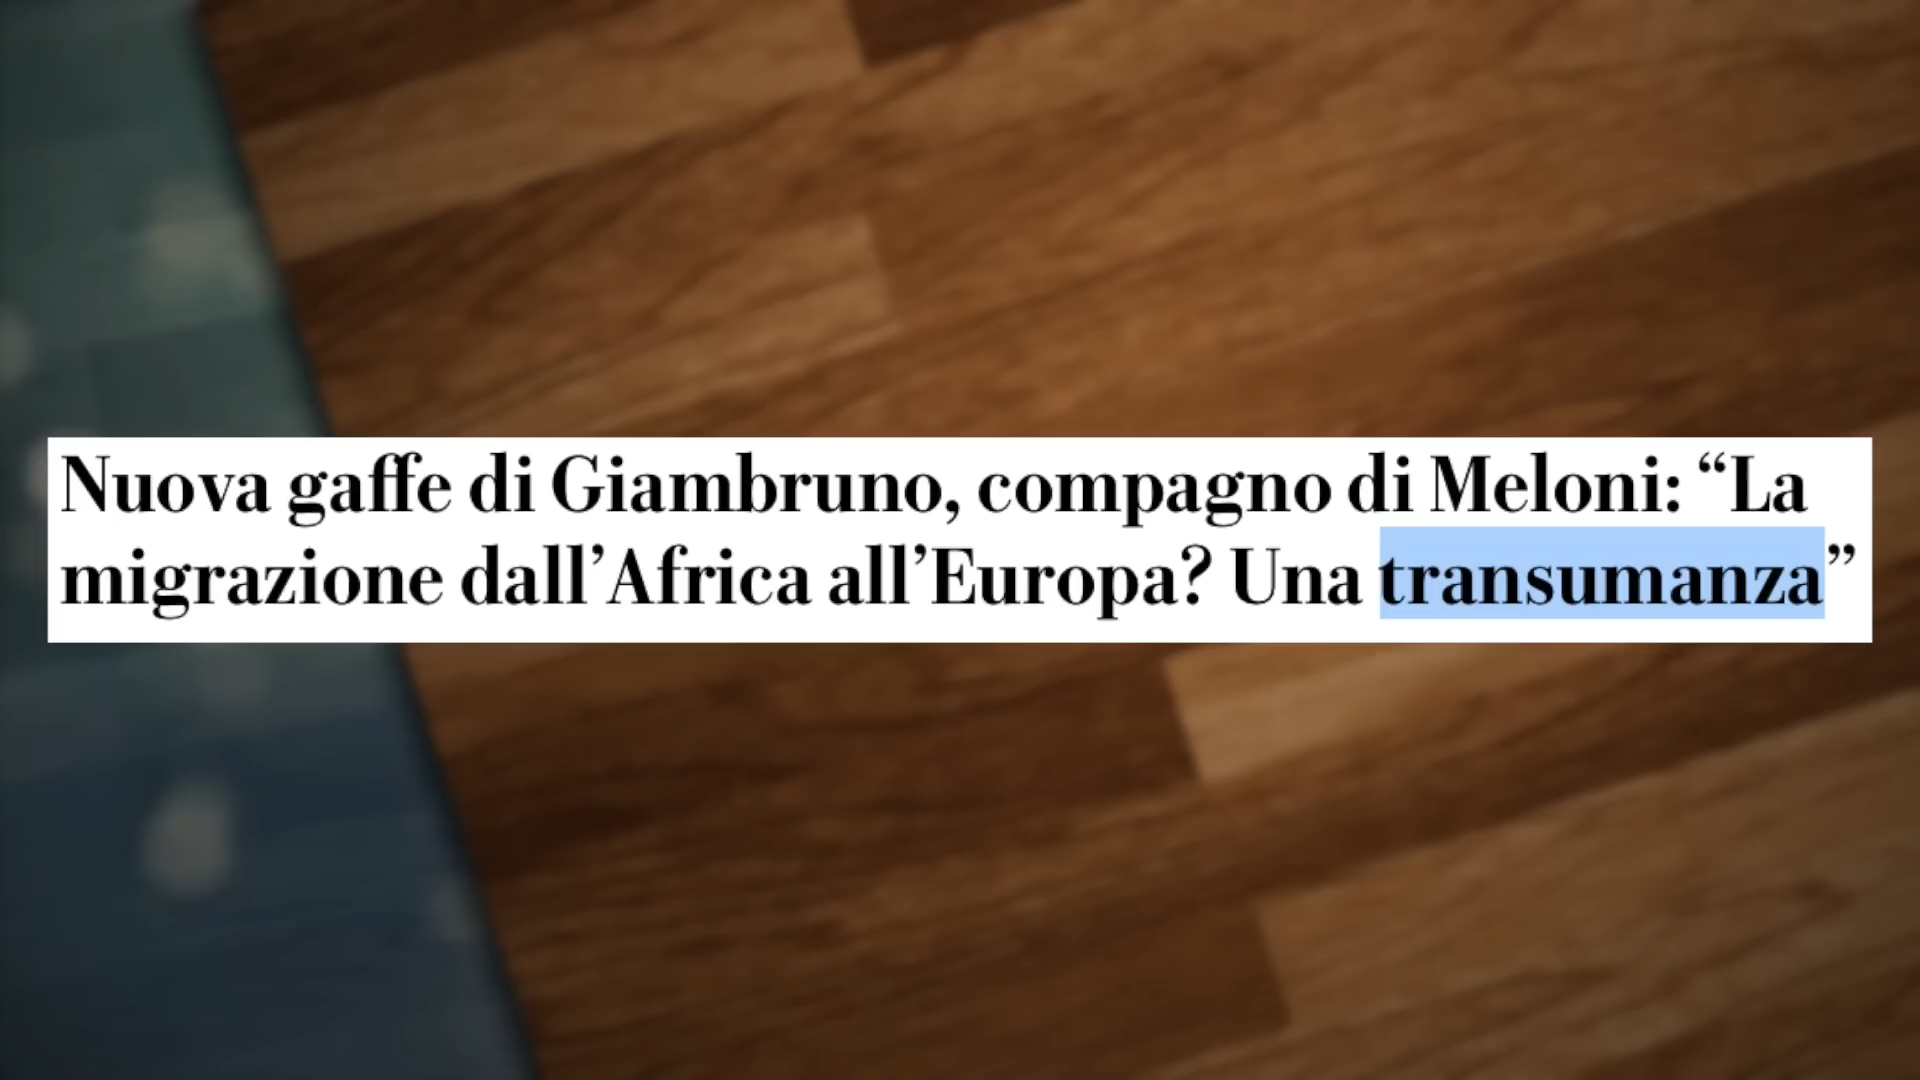 Nuova gaffe di Giambruno, compagno di Meloni: “La
migrazione dall’Africa all’Europa? Una transumanza”